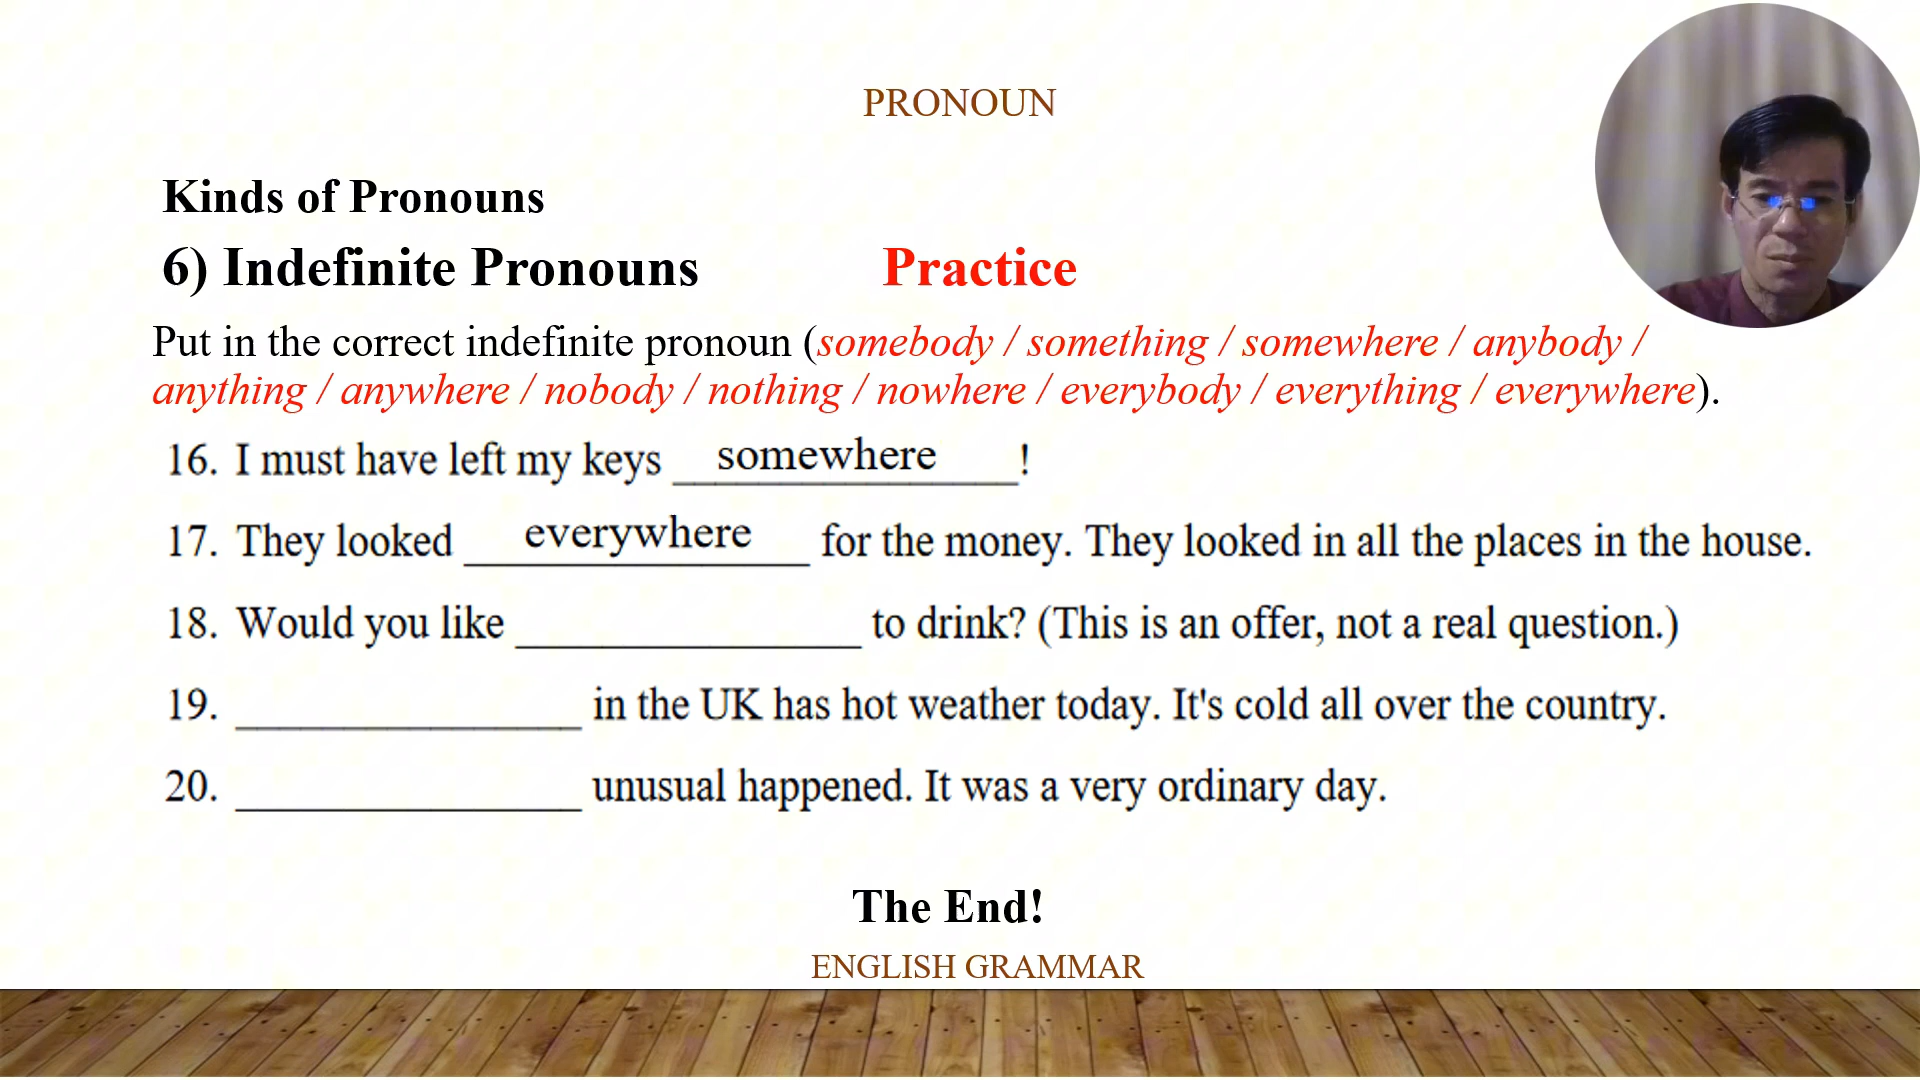 PRONOUN
Kinds of Pronouns
6) Indefinite Pronouns Practice
Put in the correct indefinite pronoun (somebody / something / somewhere / anybody /
anything / anywhere / nobody / nothing / nowhere / everybody / everything / everywhere).
16. I must have left my keys somewhere!
17. They looked everywhere for the money. They looked in all the places in the house.
18. Would you like ________________ to drink? (This is an offer, not a real question.)
19. ________________ in the UK has hot weather today. It's cold all over the country.
20. ________________ unusual happened. It was a very ordinary day.
The End!
ENGLISH GRAMMAR